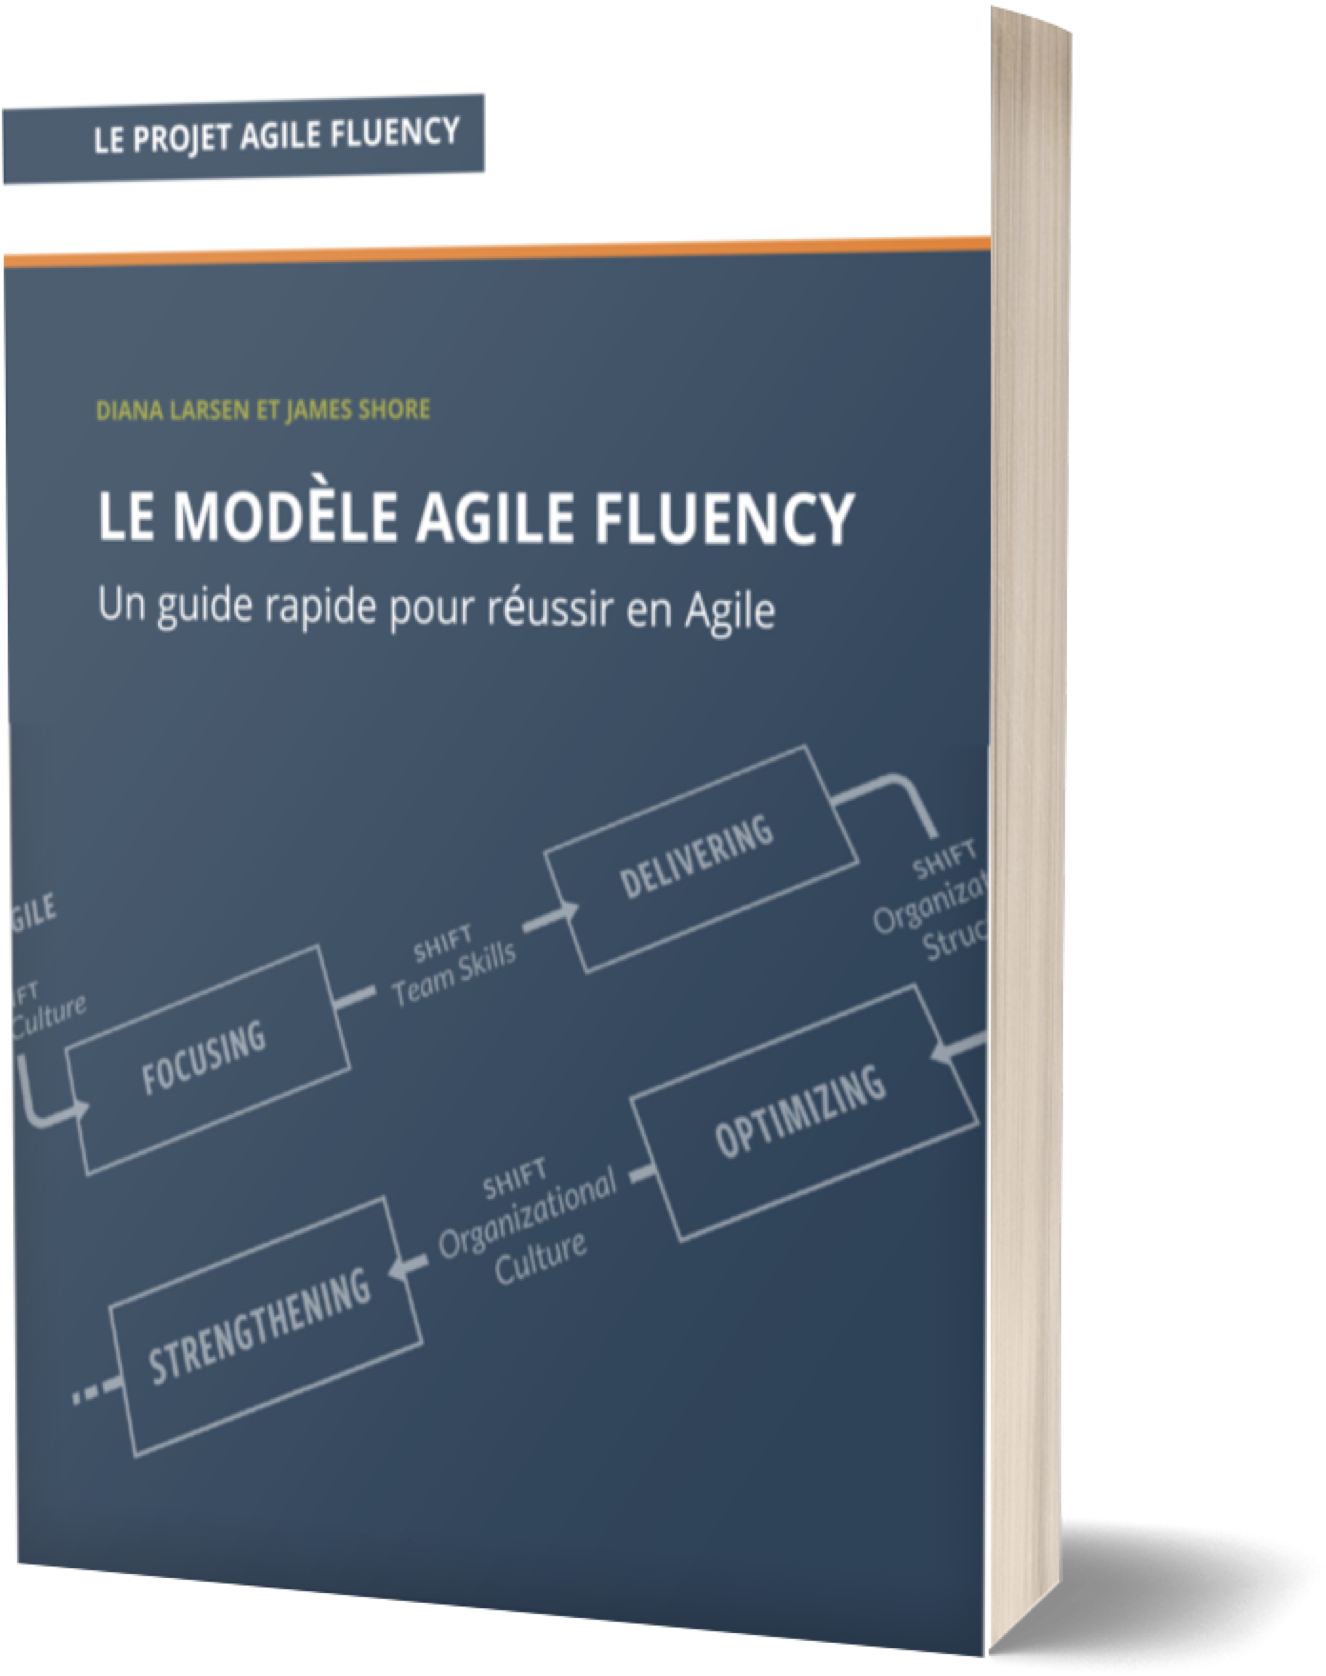 LE PROJET AGILE FLUENCY
DIANA LARSEN ET JAMES SHORE
LE MODÈLE AGILE FLUENCY
Un guide rapide pour réussir en Agile
GILE
IFT
Culture
FOCUSING
SHIFT
Team Skills
DELIVERING
SHIFT
Organizat
Struc
OPTIMIZING
SHIFT
Organizational
Culture
STRENGTHENING